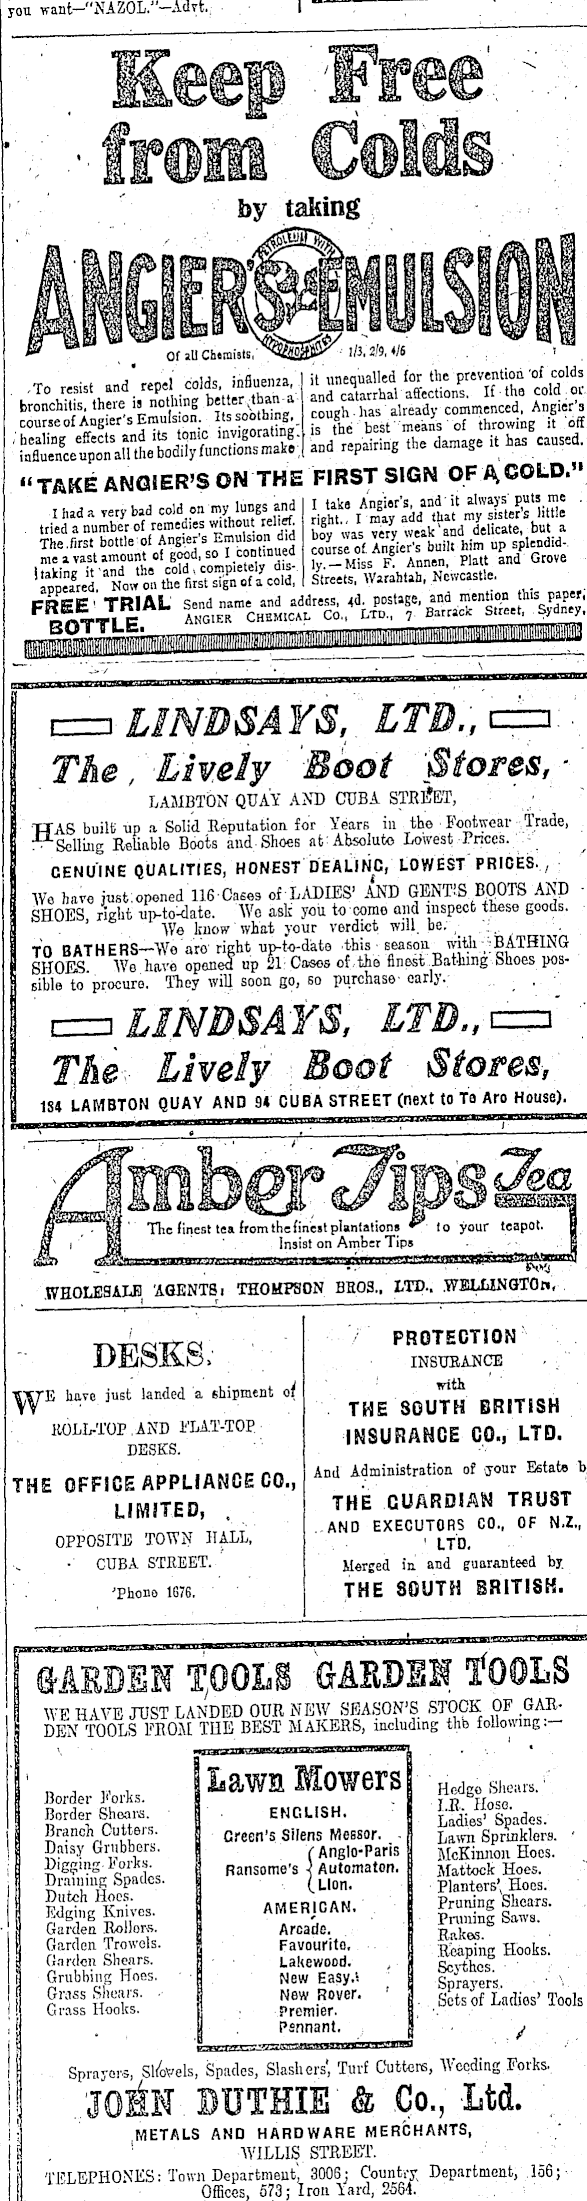 you want—"NAZOL."—Advt.
Keep Free
from Colds
by taking
ANGIER'S EMULSION
PETROLEUM WITH
HYPOPHOSPHITES
Of all Chemists, 1/3, 2/9, 4/6
To resist and repel colds, influenza,
bronchitis, there is nothing better than a
course of Angier's Emulsion. Its soothing,
healing effects and its tonic invigorating
influence upon all the bodily functions make
it unequalled for the prevention of colds
and catarrhal affections. If the cold or
cough has already commenced, Angier's
is the best means of throwing it off
and repairing the damage it has caused.
"TAKE ANGIER'S ON THE FIRST SIGN OF A COLD."
I had a very bad cold on my lungs and
tried a number of remedies without relief.
The first bottle of Angier's Emulsion did
me a vast amount of good, so I continued
taking it and the cold completely dis-
appeared. Now on the first sign of a cold,
I take Angier's, and it always puts me
right. I may add that my sister's little
boy was very weak and delicate, but a
course of Angier's built him up splendid-
ly.—Miss F. Annen, Platt and Grove
Streets, Warahtah, Newcastle.
FREE TRIAL
BOTTLE.
Send name and address, 4d. postage, and mention this paper,
ANGIER CHEMICAL Co., LTD., 7 Barrack Street, Sydney.
LINDSAYS, LTD.,
The Lively Boot Stores,
LAMBTON QUAY AND CUBA STREET,
HAS built up a Solid Reputation for Years in the Footwear Trade,
Selling Reliable Boots and Shoes at Absolute Lowest Prices.
GENUINE QUALITIES, HONEST DEALING, LOWEST PRICES.
We have just opened 116 Cases of LADIES' AND GENT'S BOOTS AND
SHOES, right up-to-date. We ask you to come and inspect these goods.
We know what your verdict will be.
TO BATHERS—We are right up-to-date this season with BATHING
SHOES. We have opened up 21 Cases of the finest Bathing Shoes pos-
sible to procure. They will soon go, so purchase early.
LINDSAYS, LTD.,
The Lively Boot Stores,
184 LAMBTON QUAY AND 94 CUBA STREET (next to Te Aro House).
Amber Tips Tea
The finest tea from the finest plantations to your teapot.
Insist on Amber Tips
WHOLESALE AGENTS: THOMPSON BROS., LTD., WELLINGTON.
DESKS.
WE have just landed a shipment of
ROLL-TOP AND FLAT-TOP
DESKS.
THE OFFICE APPLIANCE CO.,
LIMITED,
OPPOSITE TOWN HALL,
CUBA STREET.
'Phone 1676.
PROTECTION
INSURANCE
with
THE SOUTH BRITISH
INSURANCE CO., LTD.
And Administration of your Estate b
THE GUARDIAN TRUST
AND EXECUTORS CO., OF N.Z.,
LTD.
Merged in and guaranteed by
THE SOUTH BRITISH.
GARDEN TOOLS GARDEN TOOLS
WE HAVE JUST LANDED OUR NEW SEASON'S STOCK OF GAR-
DEN TOOLS FROM THE BEST MAKERS, including the following:—
Border Forks.
Border Shears.
Branch Cutters.
Daisy Grubbers.
Digging Forks.
Draining Spades.
Dutch Hoes.
Edging Knives.
Garden Rollers.
Garden Trowels.
Garden Shears.
Grubbing Hoes.
Grass Shears.
Grass Hooks.
Lawn Mowers
ENGLISH.
Green's Silens Messor.
Ransome's { Anglo-Paris
Automaton.
Lion.
AMERICAN.
Arcade.
Favourite.
Lakewood.
New Easy.
New Rover.
Premier.
Pennant.
Hedge Shears.
I.R. Hose.
Ladies' Spades.
Lawn Sprinklers.
McKinnon Hoes.
Mattock Hoes.
Planters' Hoes.
Pruning Shears.
Pruning Saws.
Rakes.
Reaping Hooks.
Scythes.
Sprayers.
Sets of Ladies' Tools
Sprayers, Shovels, Spades, Slashers, Turf Cutters, Weeding Forks.
JOHN DUTHIE & Co., Ltd.
METALS AND HARDWARE MERCHANTS,
WILLIS STREET.
TELEPHONES: Town Department, 3006; Country Department, 156;
Offices, 573; Iron Yard, 2564.